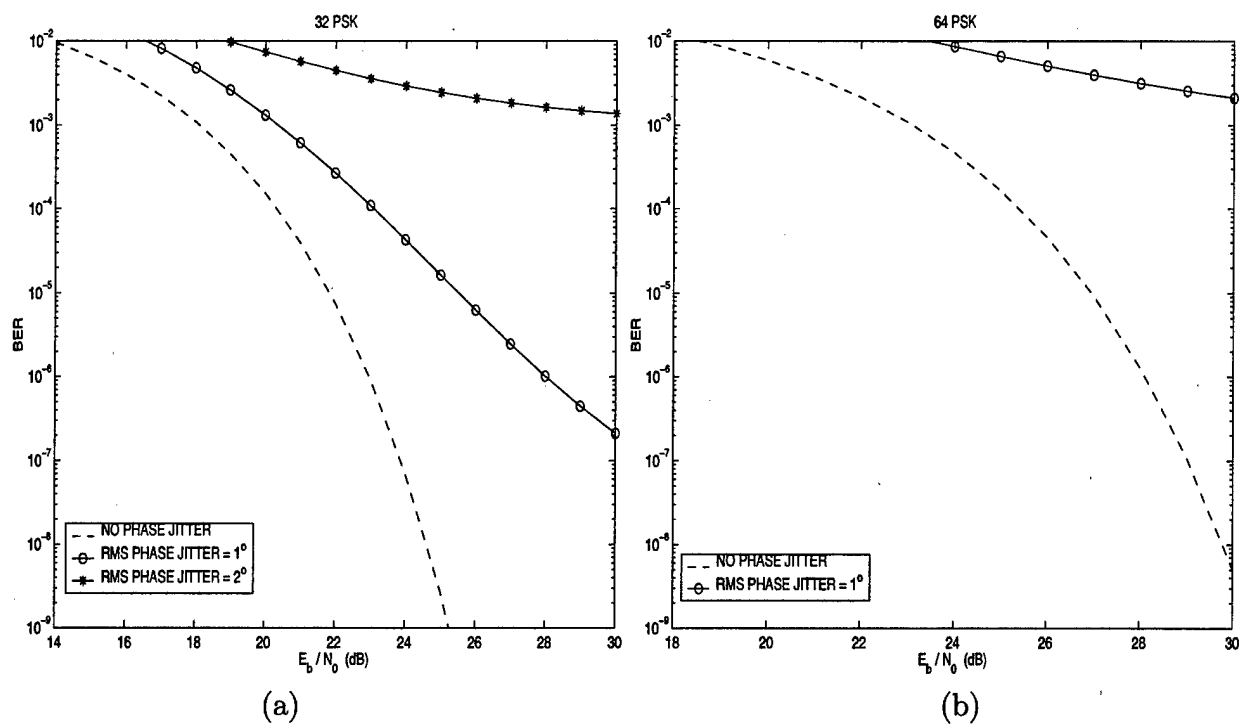 32 PSK
10^-2
10^-3
10^-4
10^-5
10^-6
10^-7
10^-8
10^-9
BER
NO PHASE JITTER
RMS PHASE JITTER = 1°
RMS PHASE JITTER = 2°
14 16 18 20 22 24 26 28 30
E_b / N_0 (dB)
(a)
64 PSK
10^-2
10^-3
10^-4
10^-5
10^-6
10^-7
10^-8
10^-9
BER
NO PHASE JITTER
RMS PHASE JITTER = 1°
18 20 22 24 26 28 30
E_b / N_0 (dB)
(b)